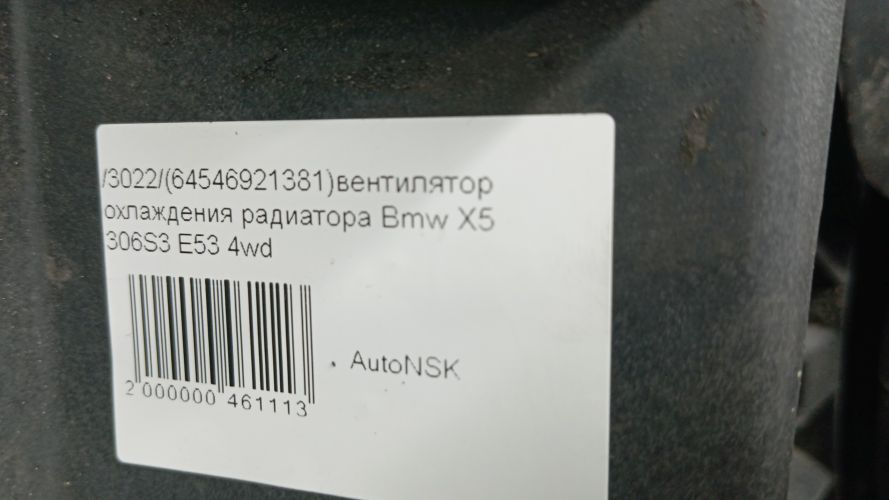 /3022/(64546921381)вентилятор
охлаждения радиатора Bmw X5
306S3 E53 4wd
AutoNSK
2 000000 461113